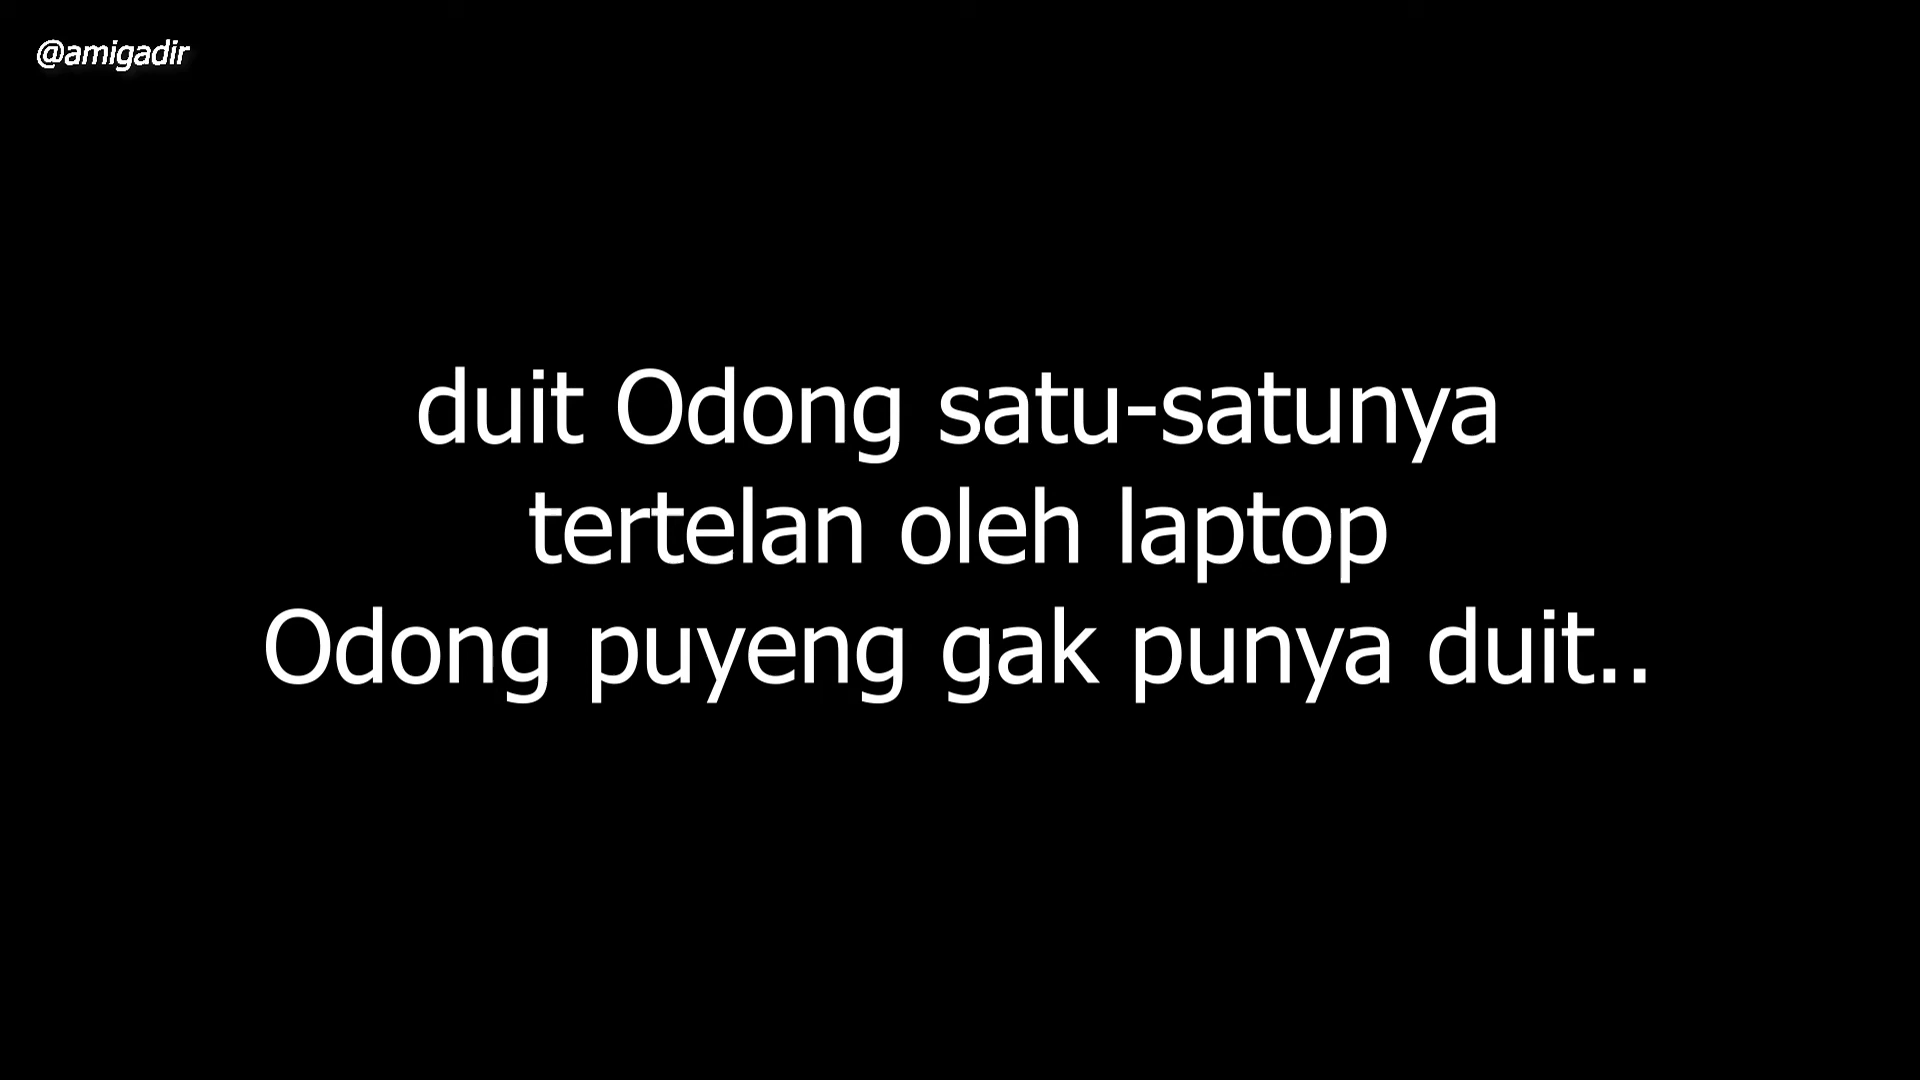 @amigadir
duit Odong satu-satunya
tertelan oleh laptop
Odong puyeng gak punya duit..